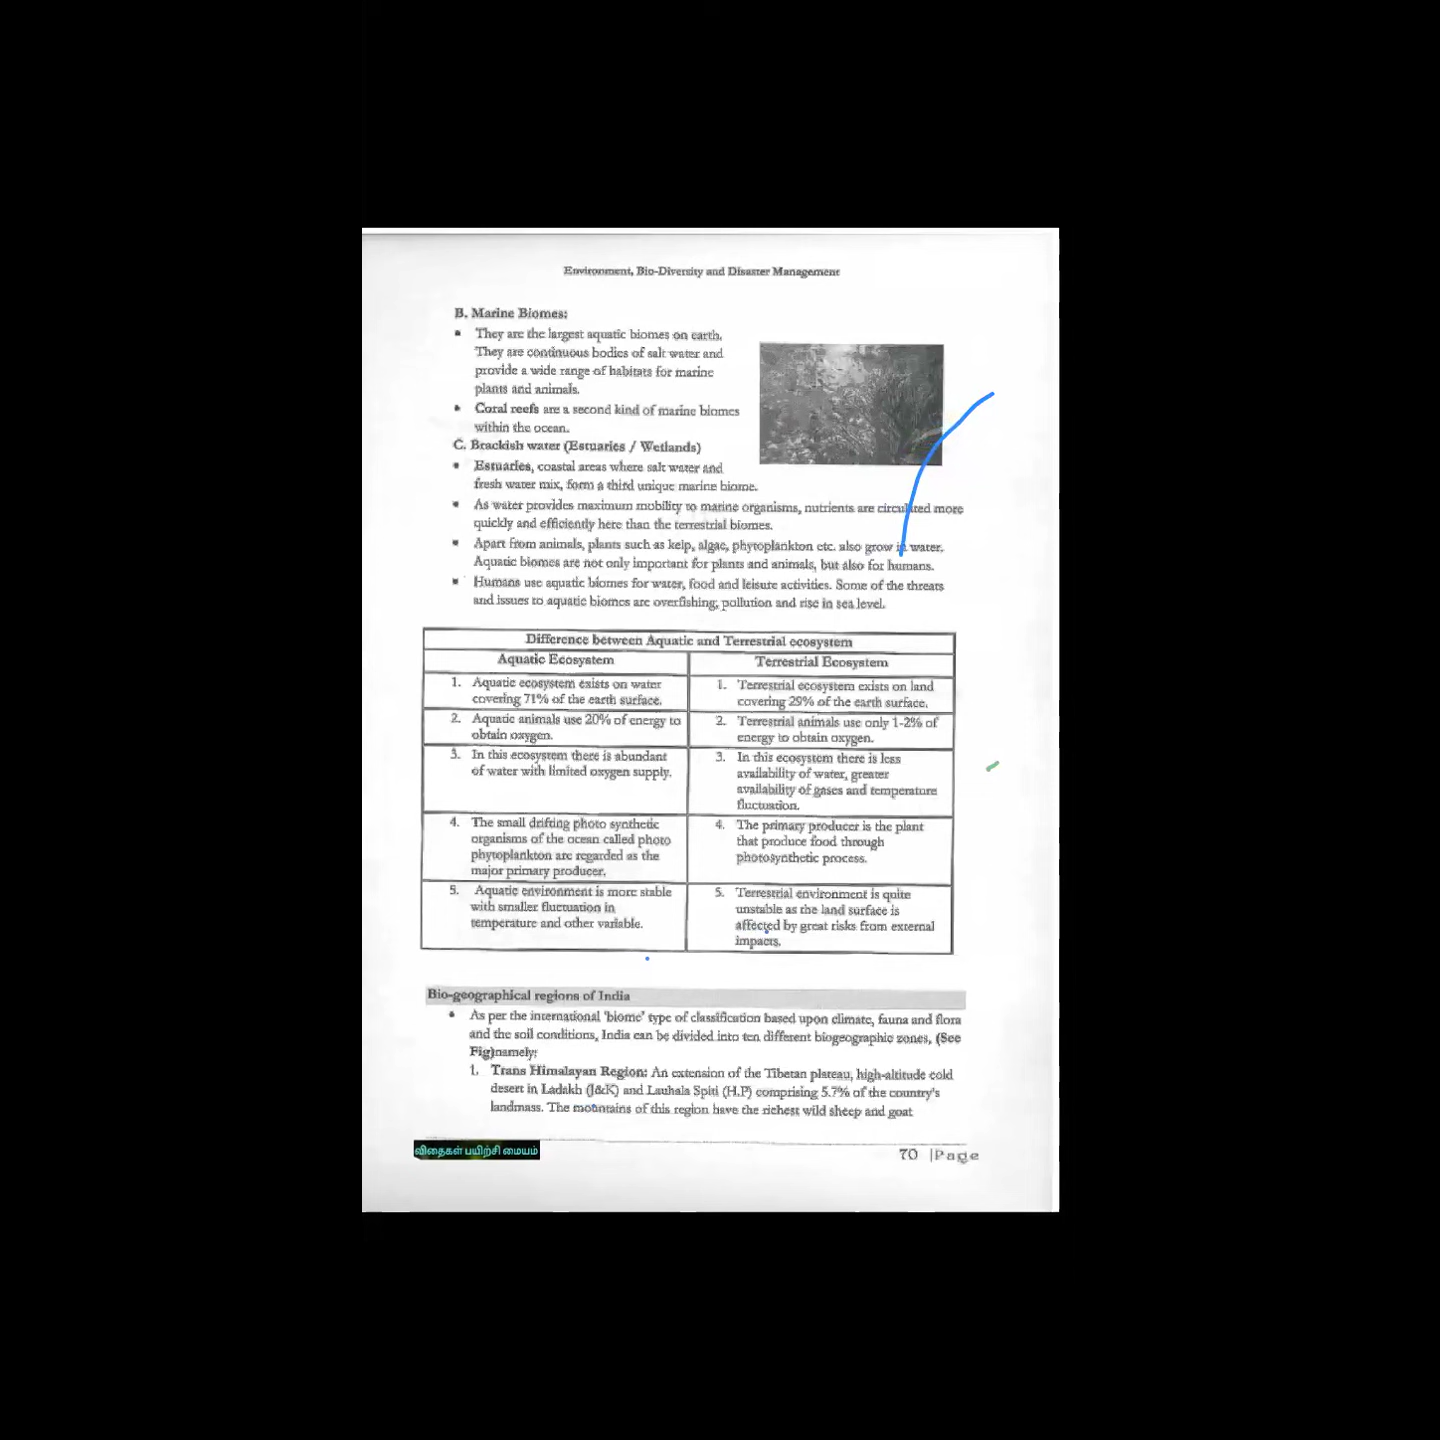 Environment, Bio-Diversity and Disaster Management
B. Marine Biomes:
They are the largest aquatic biomes on earth.
They are continuous bodies of salt water and
provide a wide range of habitats for marine
plants and animals.
Coral reefs are a second kind of marine biomes
within the ocean.
C. Brackish water (Estuaries / Wetlands)
Estuaries, coastal areas where salt water and
fresh water mix, form a third unique marine biome.
As water provides maximum mobility to marine organisms, nutrients are circulated more
quickly and efficiently here than the terrestrial biomes.
Apart from animals, plants such as kelp, algae, phytoplankton etc. also grow in water.
Aquatic biomes are not only important for plants and animals, but also for humans.
Humans use aquatic biomes for water, food and leisure activities. Some of the threats
and issues to aquatic biomes are overfishing, pollution and rise in sea level.
Difference between Aquatic and Terrestrial ecosystem
Aquatic Ecosystem
Terrestrial Ecosystem
1. Aquatic ecosystem exists on water
covering 71% of the earth surface.
1. Terrestrial ecosystem exists on land
covering 29% of the earth surface.
2. Aquatic animals use 20% of energy to
obtain oxygen.
2. Terrestrial animals use only 1-2% of
energy to obtain oxygen.
3. In this ecosystem there is abundant
of water with limited oxygen supply.
3. In this ecosystem there is less
availability of water, greater
availability of gases and temperature
fluctuation.
4. The small drifting photo synthetic
organisms of the ocean called photo
phytoplankton are regarded as the
major primary producer.
4. The primary producer is the plant
that produce food through
photosynthetic process.
5. Aquatic environment is more stable
with smaller fluctuation in
temperature and other variable.
5. Terrestrial environment is quite
unstable as the land surface is
affected by great risks from external
impacts.
Bio-geographical regions of India
As per the international 'biome' type of classification based upon climate, fauna and flora
and the soil conditions, India can be divided into ten different biogeographic zones, (See
Fig)namely;
1. Trans Himalayan Region: An extension of the Tibetan plateau, high-altitude cold
desert in Ladakh (J&K) and Lauhala Spiti (H.P) comprising 5.7% of the country's
landmass. The mountains of this region have the richest wild sheep and goat
விதைகள் பயிற்சி மையம்
70 |Page